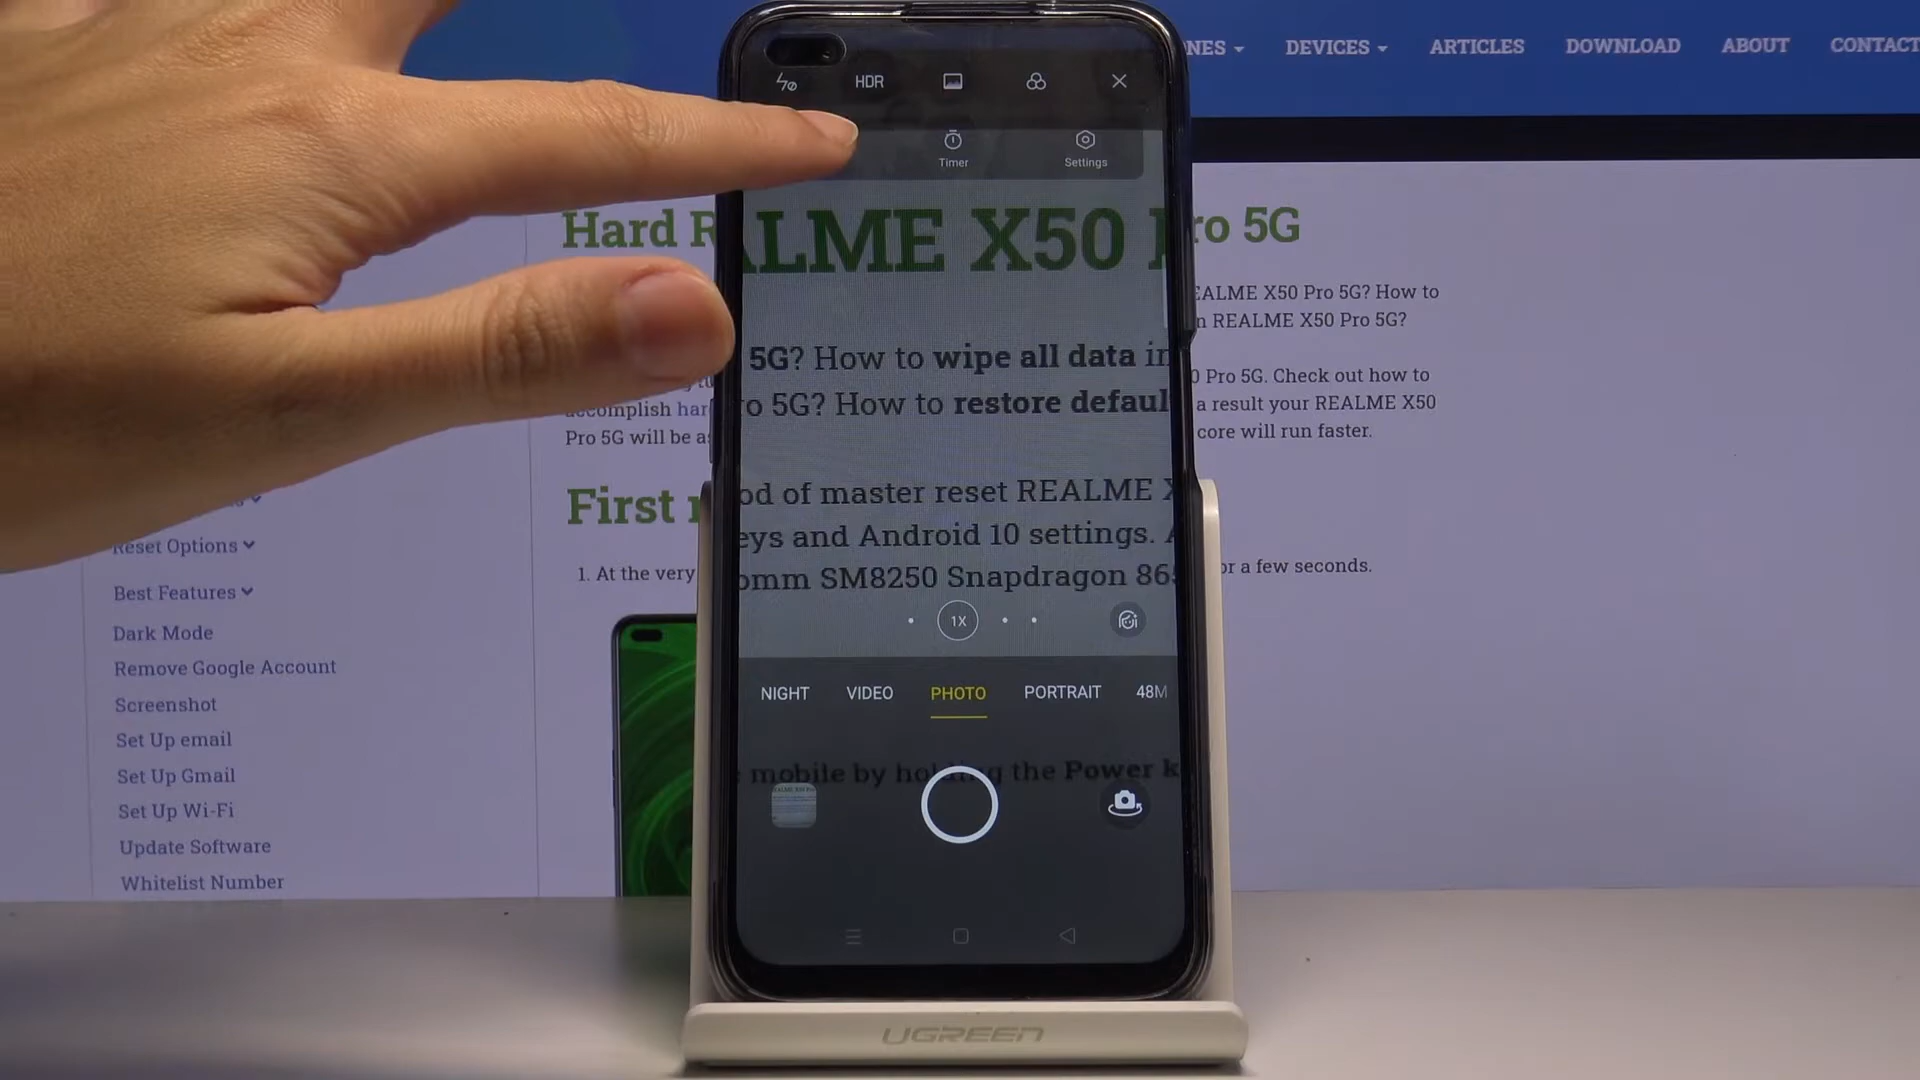 NES
DEVICES
ARTICLES
DOWNLOAD
ABOUT
CONTACT
HDR
Timer
Settings
Hard R
ALME X50 P
ro 5G
EALME X50 Pro 5G? How to
n REALME X50 Pro 5G?
5G? How to wipe all data in
o 5G? How to restore defaul
0 Pro 5G. Check out how to
accomplish har
a result your REALME X50
Pro 5G will be a
core will run faster.
od of master reset REALME X
eys and Android 10 settings. A
omm SM8250 Snapdragon 865
First
1. At the very
or a few seconds.
Reset Options
Best Features
Dark Mode
Remove Google Account
Screenshot
Set Up email
Set Up Gmail
Set Up Wi-Fi
Update Software
Whitelist Number
1X
NIGHT
VIDEO
PHOTO
PORTRAIT
48M
mobile by holding the Power k
UGREEN